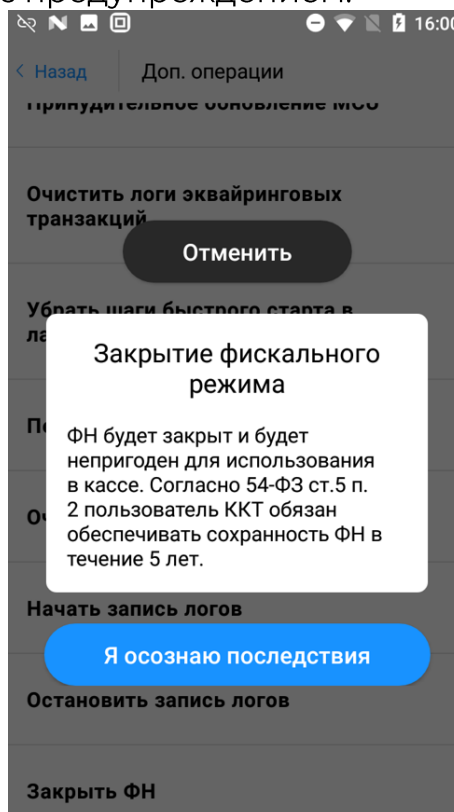 с предупреждением.
16:00
Назад
Доп. операции
Принудительное обновление МСО
Очистить логи эквайринговых
транзакций
Отменить
Убрать шаги быстрого старта в
Закрытие фискального
режима
ФН будет закрыт и будет
непригоден для использования
в кассе. Согласно 54-ФЗ ст.5 п.
2 пользователь ККТ обязан
обеспечивать сохранность ФН в
течение 5 лет.
Начать запись логов
Я осознаю последствия
Остановить запись логов
Закрыть ФН